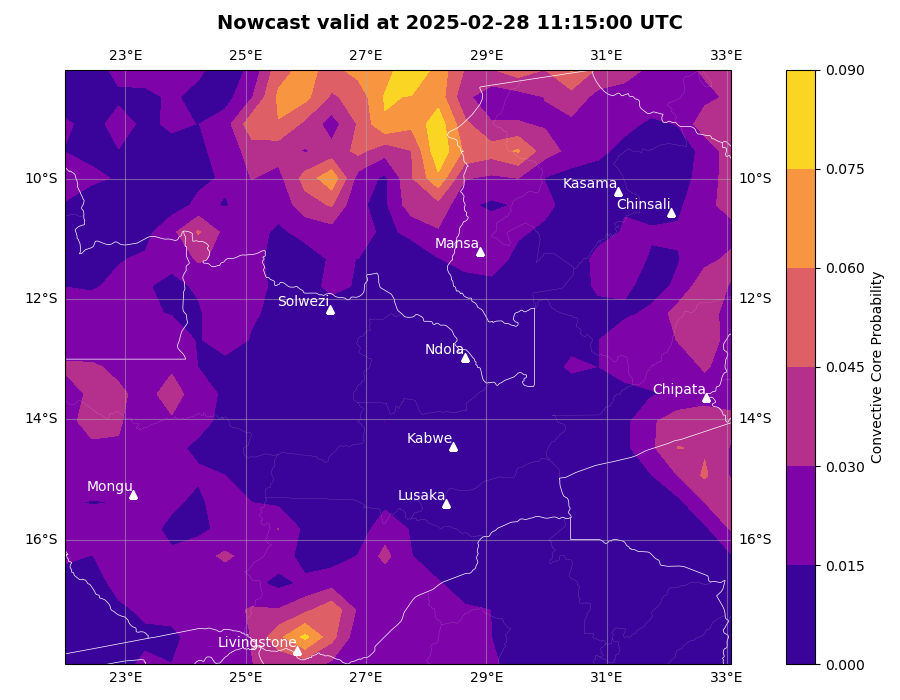 Nowcast valid at 2025-02-28 11:15:00 UTC
23°E 25°E 27°E 29°E 31°E 33°E
0.090
0.075
0.060
0.045
0.030
0.015
0.000
Convective Core Probability
10°S 10°S
12°S 12°S
14°S 14°S
16°S 16°S
Kasama
Chinsali
Mansa
Solwezi
Ndola
Chipata
Kabwe
Mongu
Lusaka
Livingstone
23°E 25°E 27°E 29°E 31°E 33°E